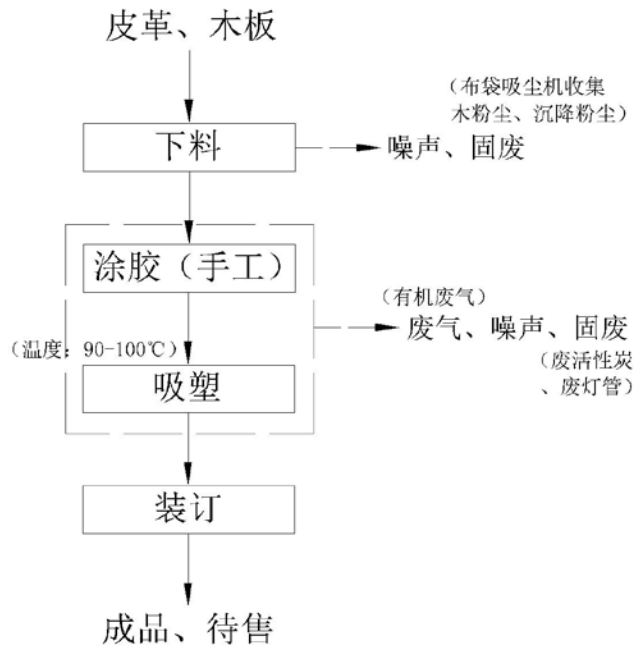 皮革、木板
（布袋吸尘机收集
木粉尘、沉降粉尘）
下料
噪声、固废
涂胶（手工）
（有机废气）
废气、噪声、固废
（温度：90-100℃）
（废活性炭
、废灯管）
吸塑
装订
成品、待售